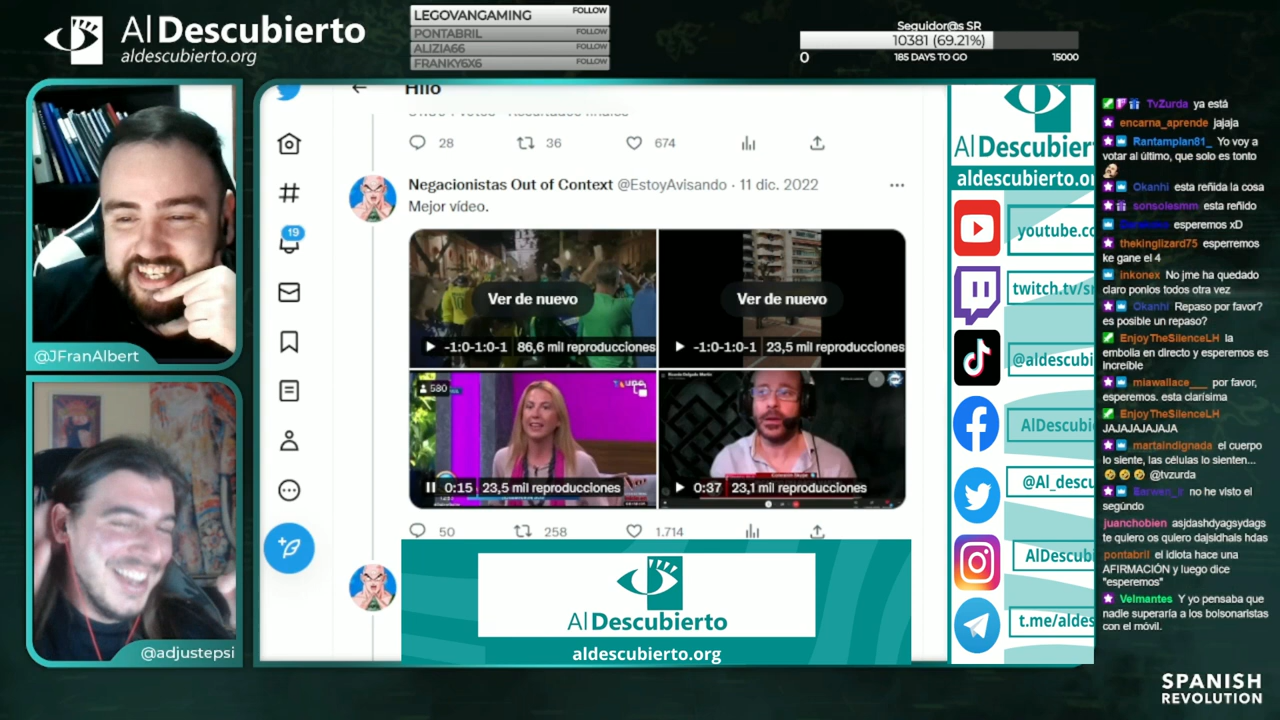 Al Descubierto
aldescubierto.org
LEGOVANGAMING FOLLOW
PONTABRIL FOLLOW
ALIZIA66 FOLLOW
FRANKY6X6 FOLLOW
Seguidor@s SR
10381 (69.21%)
0 185 DAYS TO GO 15000
@JFranAlbert
@adjustepsi
Hilo
28 36 674
19
Negacionistas Out of Context @EstoyAvisando · 11 dic. 2022
Mejor vídeo.
Ver de nuevo
-1:0-1:0-1 86,6 mil reproducciones
Ver de nuevo
-1:0-1:0-1 23,5 mil reproducciones
580
0:15 23,5 mil reproducciones
0:37 23,1 mil reproducciones
50 258 1.714
Al Descubierto
aldescubierto.org
Al Descubier
aldescubierto.or
youtube.co
twitch.tv/s
@aldescubi
AlDescubi
@Al_descu
AlDescub
t.me/aldes
TvZurda ya está
encarna_aprende jajaja
Rantamplan81_ Yo voy a
votar al último, que solo es tonto
Okanhi esta reñida la cosa
sonsolesmm esta reñido
esperemos xD
thekinglizard75 esperemos
ke gane el 4
inkonex No jme ha quedado
claro ponlos todos otra vez
Okanhi Repaso por favor?
es posible un repaso?
EnjoyTheSilenceLH la
embolia en directo y esperemos es
increíble
miawallace___ por favor,
esperemos. esta clarísima
EnjoyTheSilenceLH
JAJAJAJAJAJA
martaindignada el cuerpo
lo siente, las células lo sienten...
@tvzurda
no he visto el
segúndo
juanchobien asjdashdyagsydags
te quiero os quiero dajsidhals hdas
pontabril el idiota hace una
AFIRMACIÓN y luego dice
"esperemos"
Velmantes Y yo pensaba que
nadie superaría a los bolsonaristas
con el móvil.
SPANISH
REVOLUTION